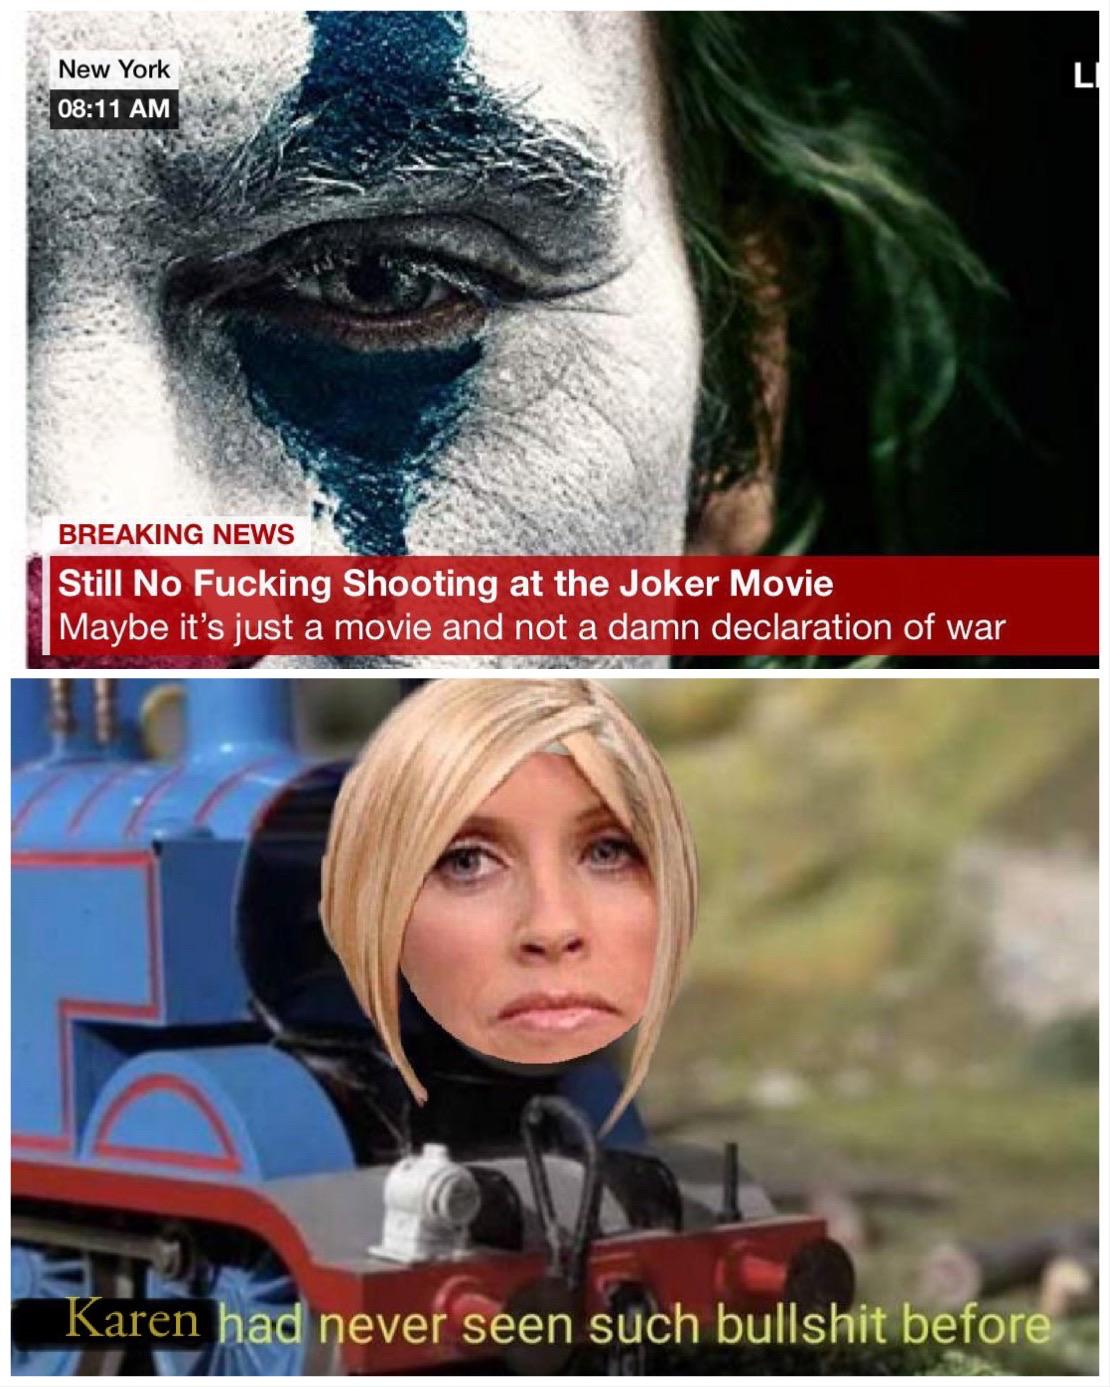 New York
LI
08:11 AM
BREAKING NEWS
Still No Fucking Shooting at the Joker Movie
Maybe it's just a movie and not a damn declaration of war
Karen had never seen such bullshit before